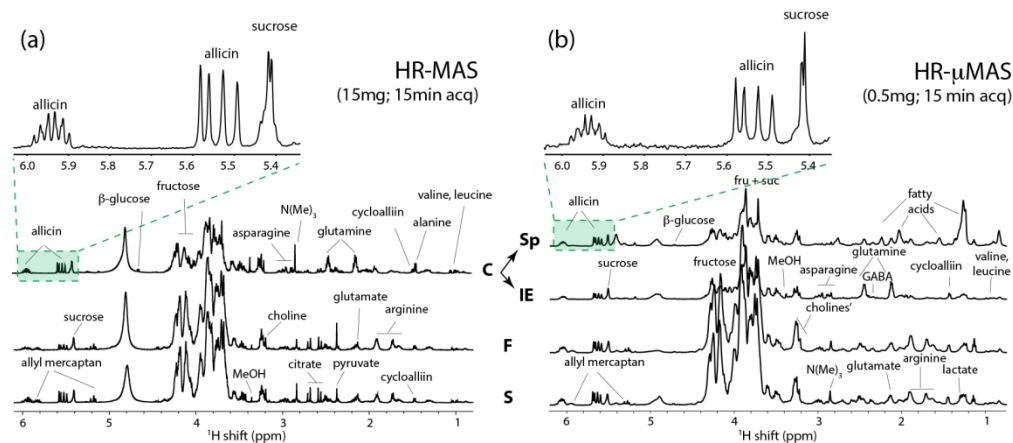 (a)
sucrose
allicin
HR-MAS
(15mg; 15min acq)
allicin
6.0 5.9 5.8 5.7 5.6 5.5 5.4
fructose
β-glucose
N(Me)3
valine, leucine
allicin
asparagine
glutamine
cycloalliin
alanine
C
glutamate
sucrose
choline
arginine
allyl mercaptan
MeOH
citrate
pyruvate
cycloalliin
6 5 4 3 2 1
1H shift (ppm)
Sp
C
IE
F
S
(b)
sucrose
allicin
HR-μMAS
(0.5mg; 15 min acq)
allicin
6.0 5.9 5.8 5.7 5.6 5.5 5.4
fru + suc
allicin
β-glucose
fatty
acids
sucrose
fructose
MeOH
asparagine
glutamine
GABA
cycloalliin
valine,
leucine
cholines'
allyl mercaptan
N(Me)3
glutamate
arginine
lactate
6 5 4 3 2 1
1H shift (ppm)